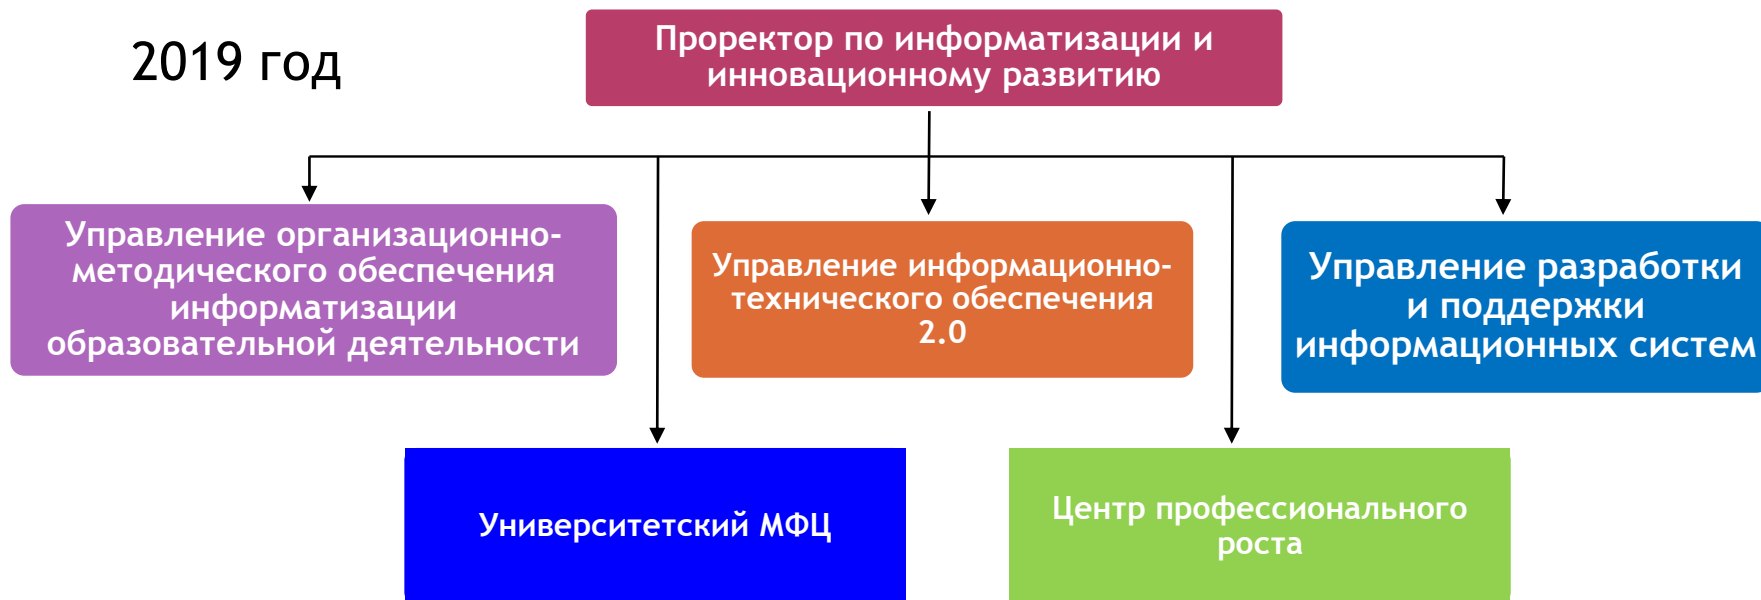 2019 год
Проректор по информатизации и
инновационному развитию
Управление организационно-
методического обеспечения
информатизации
образовательной деятельности
Управление информационно-
технического обеспечения
2.0
Управление разработки
и поддержки
информационных систем
Университетский МФЦ
Центр профессионального
роста